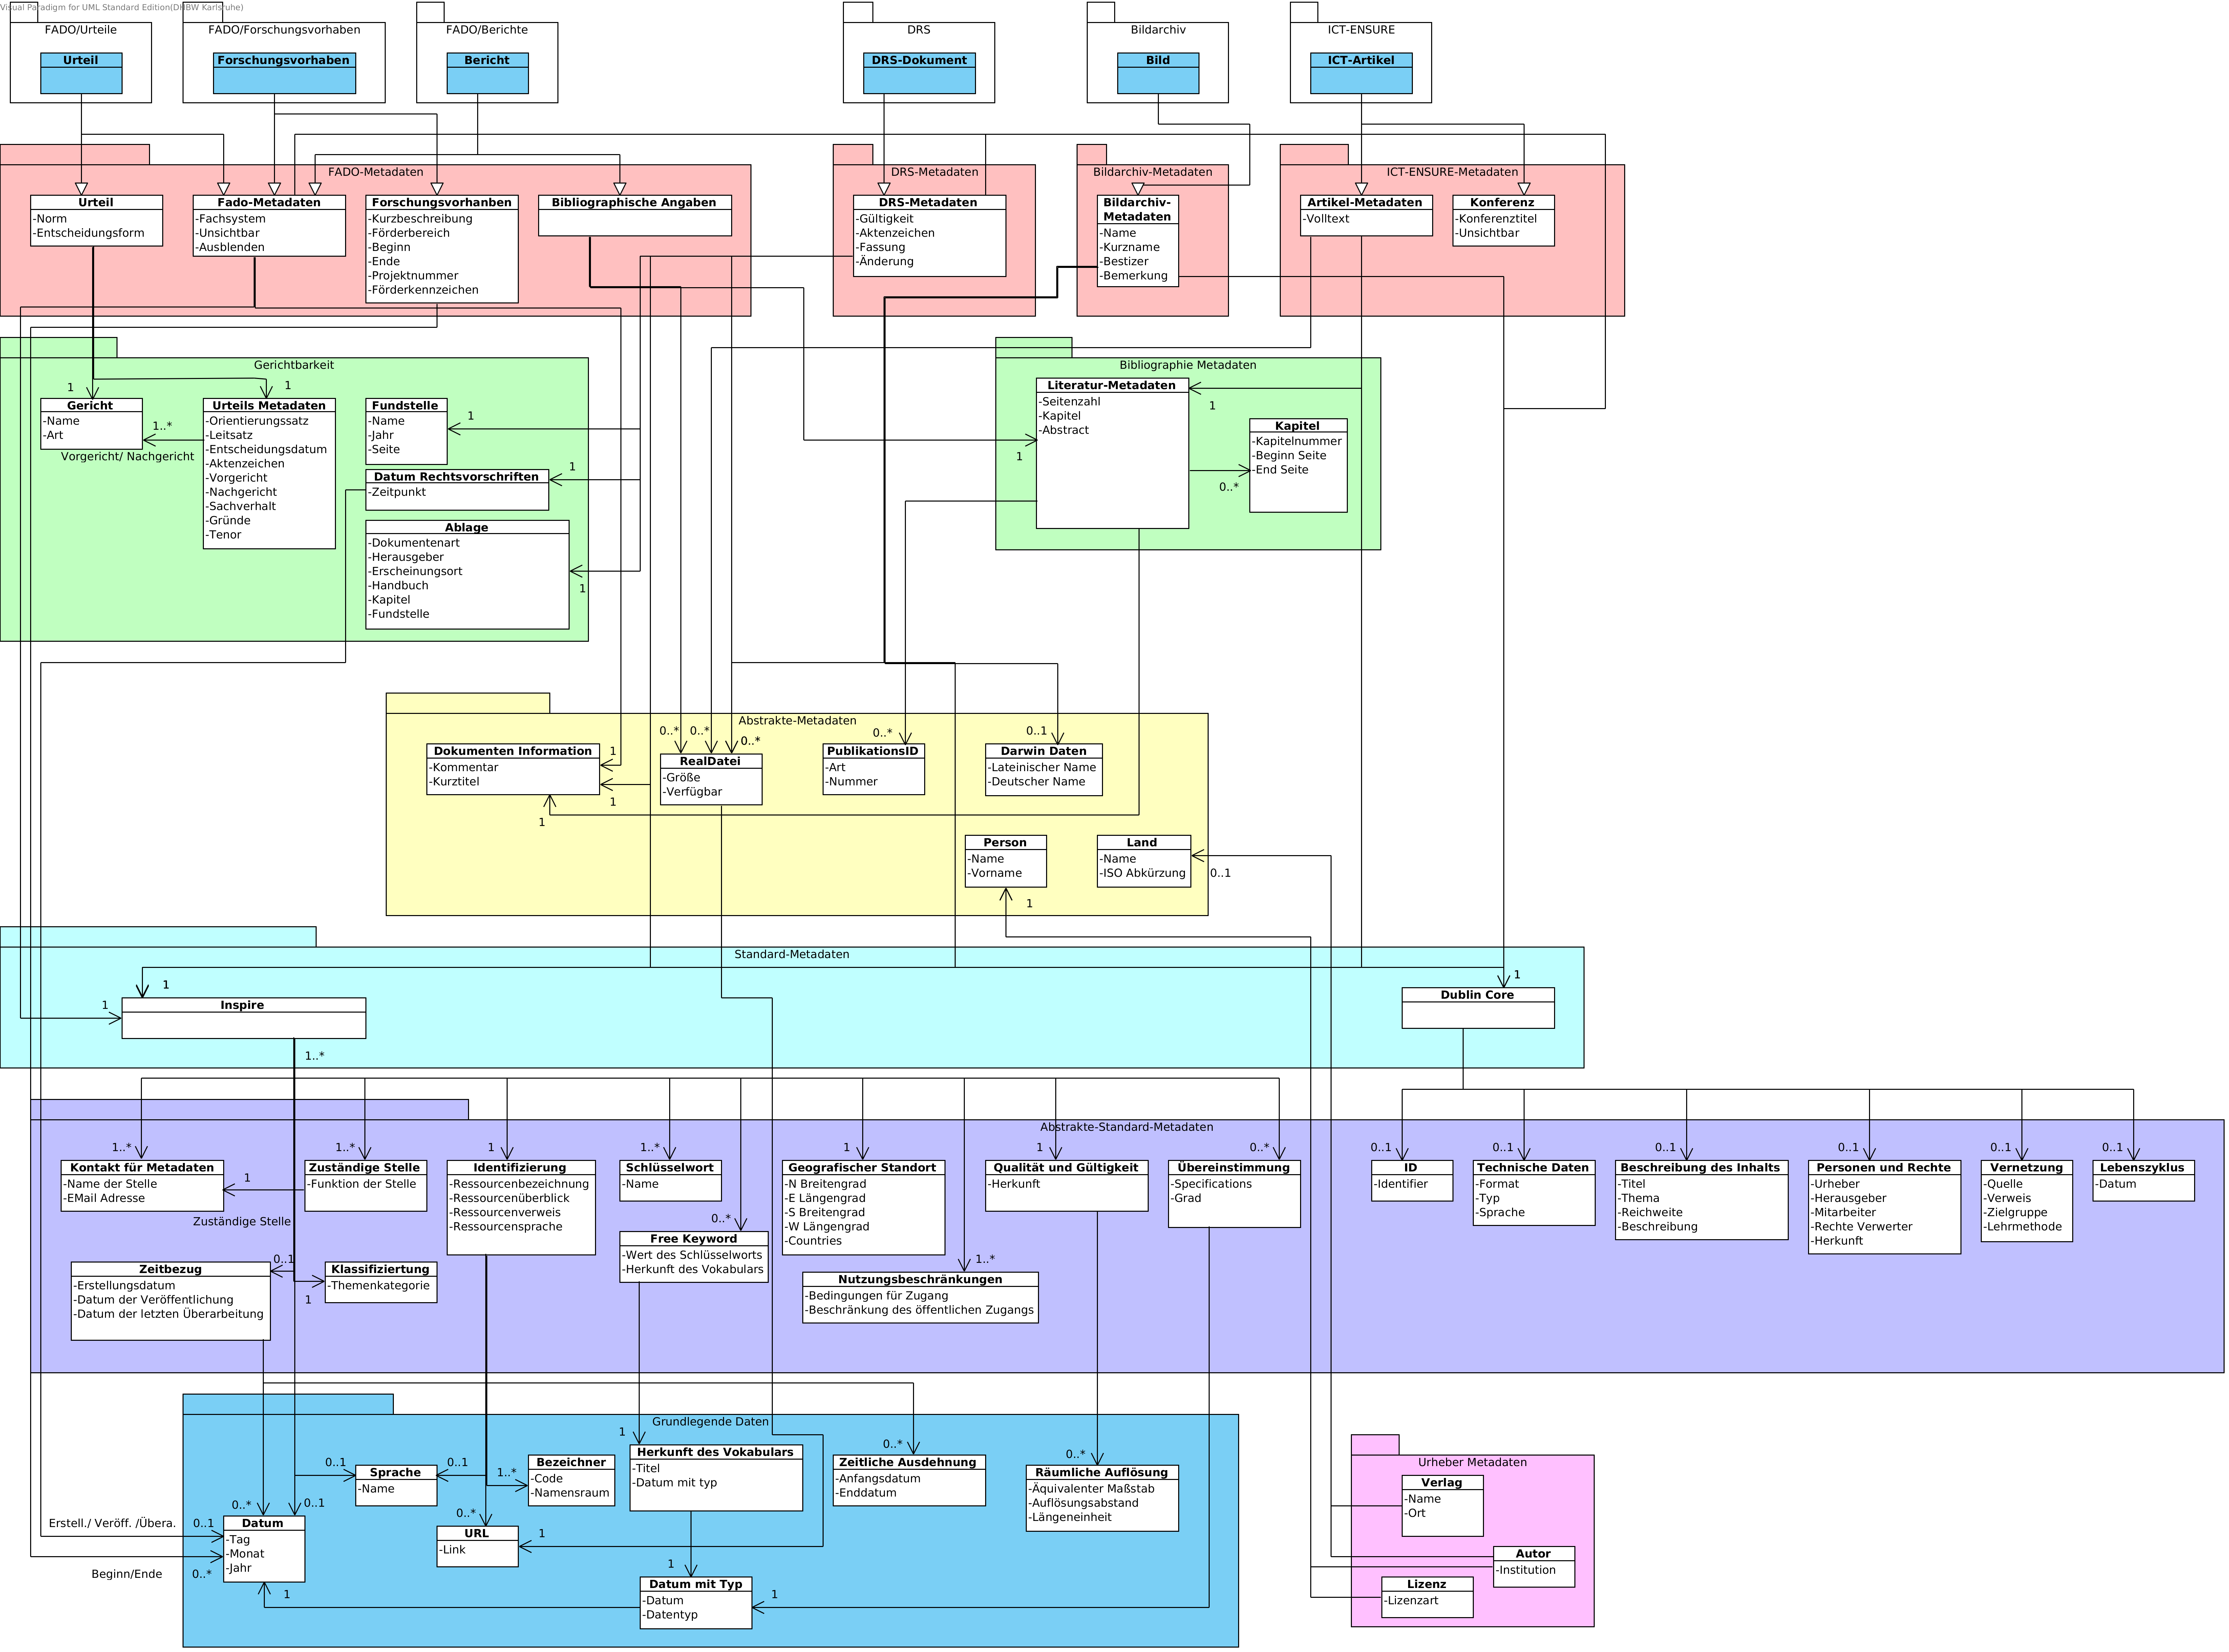 Visual Paradigm for UML Standard Edition(DHBW Karlsruhe)
FADO/Urteile
Urteil
FADO/Forschungsvorhaben
Forschungsvorhaben
FADO/Berichte
Bericht
DRS
DRS-Dokument
Bildarchiv
Bild
ICT-ENSURE
ICT-Artikel
FADO-Metadaten
Urteil
-Norm
-Entscheidungsform
Fado-Metadaten
-Fachsystem
-Unsichtbar
-Ausblenden
Forschungsvorhanben
-Kurzbeschreibung
-Förderbereich
-Beginn
-Ende
-Projektnummer
-Förderkennzeichen
Bibliographische Angaben
DRS-Metadaten
DRS-Metadaten
-Gültigkeit
-Aktenzeichen
-Fassung
-Änderung
Bildarchiv-Metadaten
Bildarchiv-
Metadaten
-Name
-Kurzname
-Bestizer
-Bemerkung
ICT-ENSURE-Metadaten
Artikel-Metadaten
-Volltext
Konferenz
-Konferenztitel
-Unsichtbar
Gerichtbarkeit
1
1
Gericht
-Name
-Art
1..*
Vorgericht/ Nachgericht
Urteils Metadaten
-Orientierungssatz
-Leitsatz
-Entscheidungsdatum
-Aktenzeichen
-Vorgericht
-Nachgericht
-Sachverhalt
-Gründe
-Tenor
Fundstelle
-Name
-Jahr
-Seite
1
Datum Rechtsvorschriften
-Zeitpunkt
1
Ablage
-Dokumentenart
-Herausgeber
-Erscheinungsort
-Handbuch
-Kapitel
-Fundstelle
1
Bibliographie Metadaten
Literatur-Metadaten
-Seitenzahl
-Kapitel
-Abstract
1
1
Kapitel
-Kapitelnummer
-Beginn Seite
-End Seite
0..*
Abstrakte-Metadaten
Dokumenten Information
-Kommentar
-Kurztitel
1
1
1
0..*
0..*
0..*
RealDatei
-Größe
-Verfügbar
0..*
PublikationsID
-Art
-Nummer
0..1
Darwin Daten
-Lateinischer Name
-Deutscher Name
Person
-Name
-Vorname
1
Land
-Name
-ISO Abkürzung
0..1
Standard-Metadaten
1
1
Inspire
1..*
1
Dublin Core
Abstrakte-Standard-Metadaten
1..*
Kontakt für Metadaten
-Name der Stelle
-EMail Adresse
1
Zuständige Stelle
1..*
Zuständige Stelle
-Funktion der Stelle
1
Identifizierung
-Ressourcenbezeichnung
-Ressourcenüberblick
-Ressourcenverweis
-Ressourcensprache
1..*
Schlüsselwort
-Name
0..*
Free Keyword
-Wert des Schlüsselworts
-Herkunft des Vokabulars
1
Geografischer Standort
-N Breitengrad
-E Längengrad
-S Breitengrad
-W Längengrad
-Countries
1..*
Nutzungsbeschränkungen
-Bedingungen für Zugang
-Beschränkung des öffentlichen Zugangs
1
Qualität und Gültigkeit
-Herkunft
0..*
Übereinstimmung
-Specifications
-Grad
0..1
ID
-Identifier
0..1
Technische Daten
-Format
-Typ
-Sprache
0..1
Beschreibung des Inhalts
-Titel
-Thema
-Reichweite
-Beschreibung
0..1
Personen und Rechte
-Urheber
-Herausgeber
-Mitarbeiter
-Rechte Verwerter
-Herkunft
0..1
Vernetzung
-Quelle
-Verweis
-Zielgruppe
-Lehrmethode
0..1
Lebenszyklus
-Datum
0..1
Zeitbezug
-Erstellungsdatum
-Datum der Veröffentlichung
-Datum der letzten Überarbeitung
1
Klassifiziertung
-Themenkategorie
Grundlegende Daten
0..1
Sprache
-Name
0..1
1..*
Bezeichner
-Code
-Namensraum
1
Herkunft des Vokabulars
-Titel
-Datum mit typ
0..*
Zeitliche Ausdehnung
-Anfangsdatum
-Enddatum
0..*
Räumliche Auflösung
-Äquivalenter Maßstab
-Auflösungsabstand
-Längeneinheit
0..*
0..1
Erstell./ Veröff. /Übera.
0..1
Datum
-Tag
-Monat
-Jahr
Beginn/Ende
0..*
1
0..*
URL
-Link
1
1
Datum mit Typ
-Datum
-Datentyp
1
Urheber Metadaten
Verlag
-Name
-Ort
Autor
-Institution
Lizenz
-Lizenzart